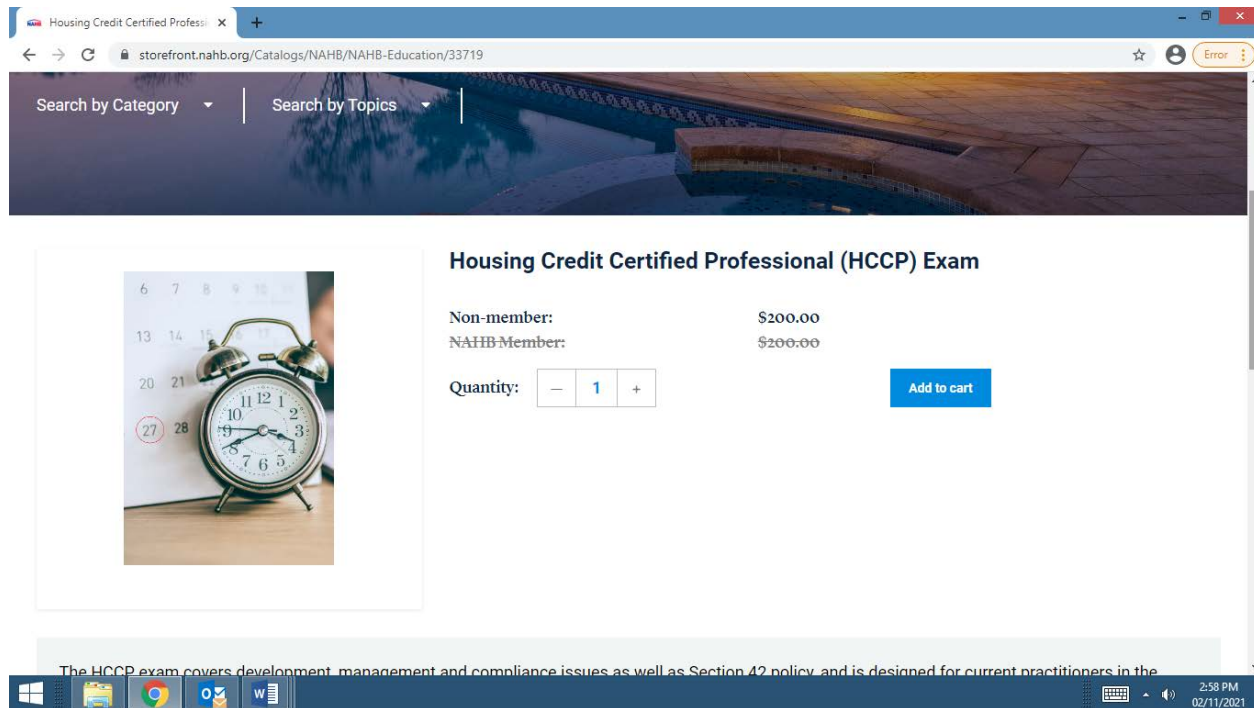 NAHB Housing Credit Certified Professi
storefront.nahb.org/Catalogs/NAHB/NAHB-Education/33719
Error
Search by Category
Search by Topics
Housing Credit Certified Professional (HCCP) Exam
Non-member: $200.00
NAHB Member: $200.00
Quantity: — 1 + Add to cart
6 7 8 9 10 11
13 14 15 17
20 21
27 28
11 12 1
10 2
9 3
8 4
7 6 5
The HCCP exam covers development, management and compliance issues as well as Section 42 policy, and is designed for current practitioners in the
2:58 PM
02/11/2021